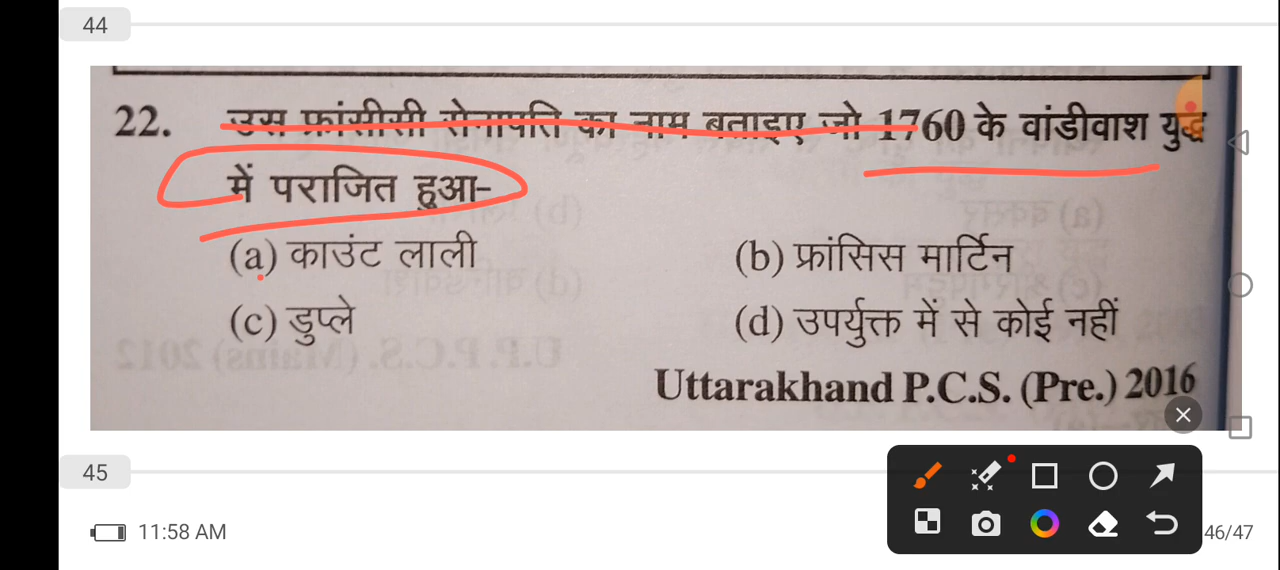 44
22. उस फ्रांसीसी सेनापति का नाम बताइए जो 1760 के वांडीवाश युद्ध
में पराजित हुआ-
(a) काउंट लाली (b) फ्रांसिस मार्टिन
(c) डुप्ले (d) उपर्युक्त में से कोई नहीं
Uttarakhand P.C.S. (Pre.) 2016
45
11:58 AM 46/47